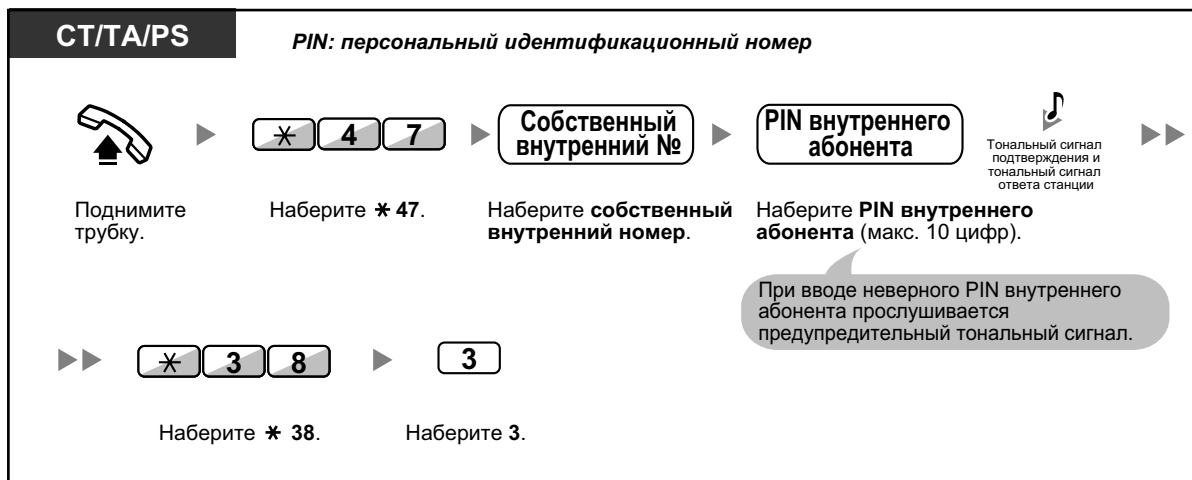 CT/TA/PS
PIN: персональный идентификационный номер
✳ 4 7
Собственный
внутренний №
PIN внутреннего
абонента
Тональный сигнал
подтверждения и
тональный сигнал
ответа станции
Поднимите
трубку.
Наберите ✳ 47.
Наберите собственный
внутренний номер.
Наберите PIN внутреннего
абонента (макс. 10 цифр).
При вводе неверного PIN внутреннего
абонента прослушивается
предупредительный тональный сигнал.
✳ 3 8
3
Наберите ✳ 38.
Наберите 3.